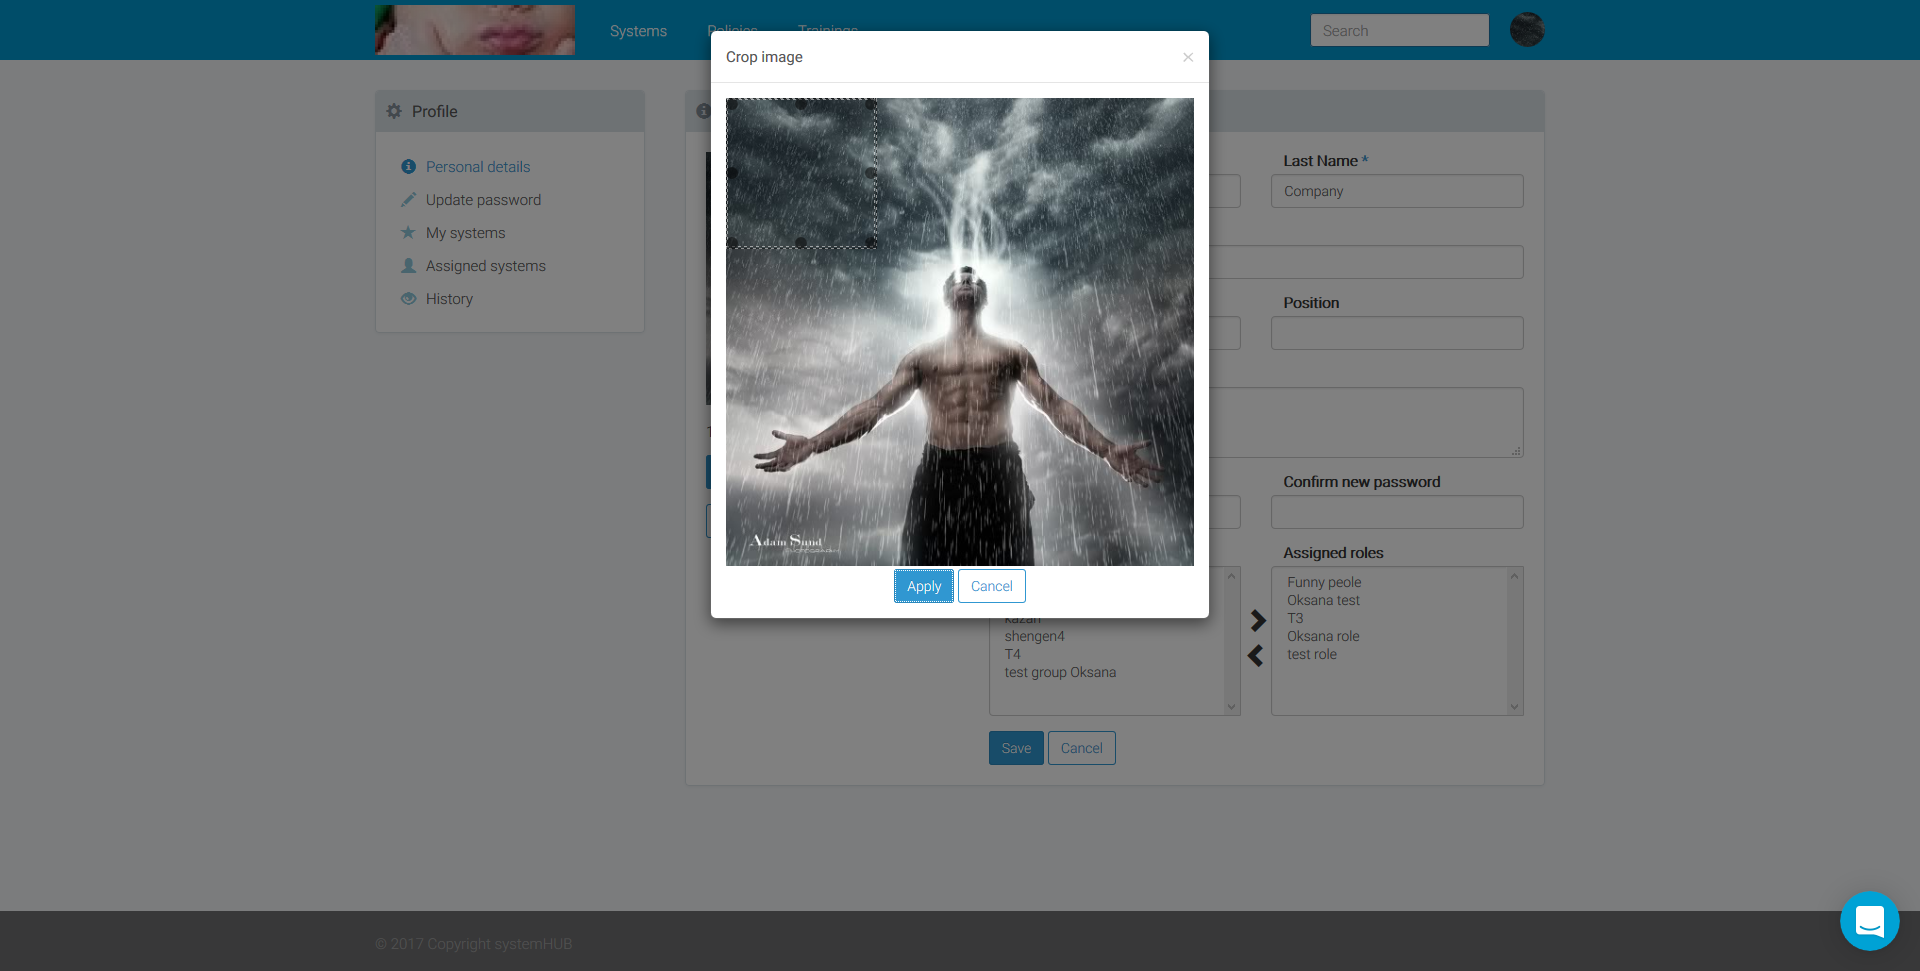 Systems
Policies
Trainings
Search
Crop image
×
Profile
Personal details
Update password
My systems
Assigned systems
History
Last Name *
Company
Position
Confirm new password
Assigned roles
Adam
PHOTOGRAPHY
Apply
Cancel
kazan
shengen4
T4
test group Oksana
Funny peole
Oksana test
T3
Oksana role
test role
Save
Cancel
© 2017 Copyright systemHUB